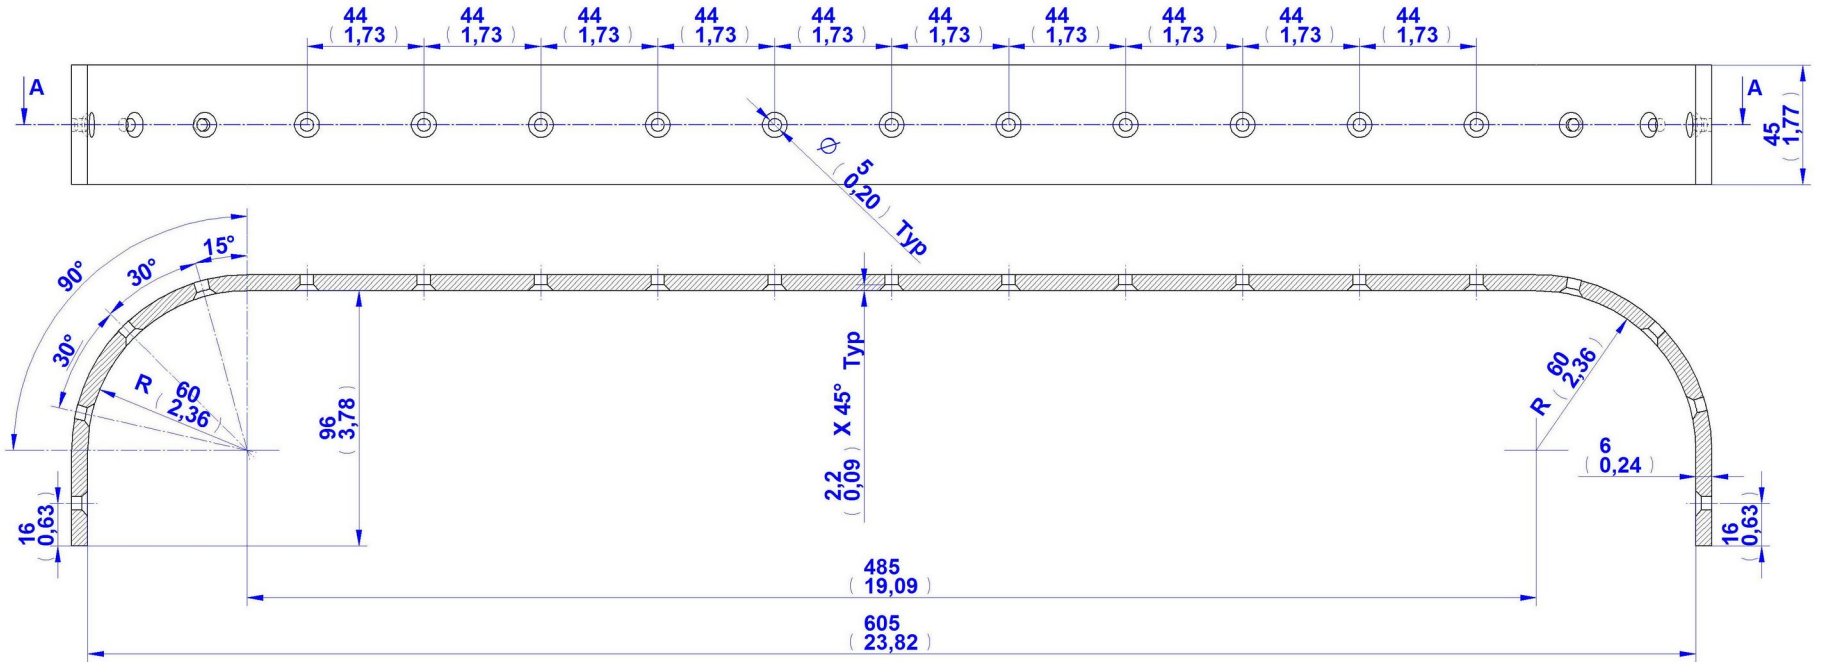 44 44 44 44 44 44 44 44 44 44
( 1,73 ) ( 1,73 ) ( 1,73 ) ( 1,73 ) ( 1,73 ) ( 1,73 ) ( 1,73 ) ( 1,73 ) ( 1,73 ) ( 1,73 )
A A
45
( 1,77 )
Ø 5
( 0,20 ) Typ
90°
30°
15°
30°
R 60
( 2,36 )
96
( 3,78 )
2,2
( 0,09 ) X 45° Typ
R 60
( 2,36 )
6
( 0,24 )
16
( 0,63 )
16
( 0,63 )
485
( 19,09 )
605
( 23,82 )